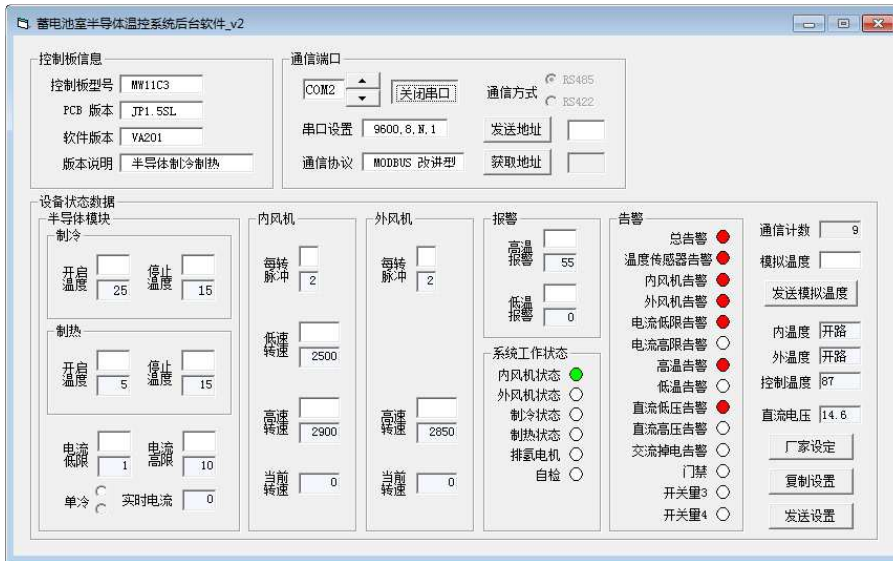 蓄电池室半导体温控系统后台软件_v2
控制板信息
控制板型号 MW11C3
PCB 版本 JP1.5SL
软件版本 VA201
版本说明 半导体制冷制热
通信端口
COM2 关闭串口
通信方式 RS485
RS422
串口设置 9600,8,N,1 发送地址
通信协议 MODBUS 改讲型 获取地址
设备状态数据
半导体模块
制冷
开启温度 25 停止温度 15
制热
开启温度 5 停止温度 15
电流低限 1 电流高限 10
单冷 实时电流 0
内风机
每转脉冲 2
低速转速 2500
高速转速 2900
当前转速 0
外风机
每转脉冲 2
高速转速 2850
当前转速 0
报警
高温报警 55
低温报警 0
系统工作状态
内风机状态
外风机状态
制冷状态
制热状态
排氢电机
自检
告警
总告警
温度传感器告警
内风机告警
外风机告警
电流低限告警
电流高限告警
高温告警
低温告警
直流低压告警
直流高压告警
交流掉电告警
门禁
开关量3
开关量4
通信计数 9
模拟温度
发送模拟温度
内温度 开路
外温度 开路
控制温度 87
直流电压 14.6
厂家设定
复制设置
发送设置